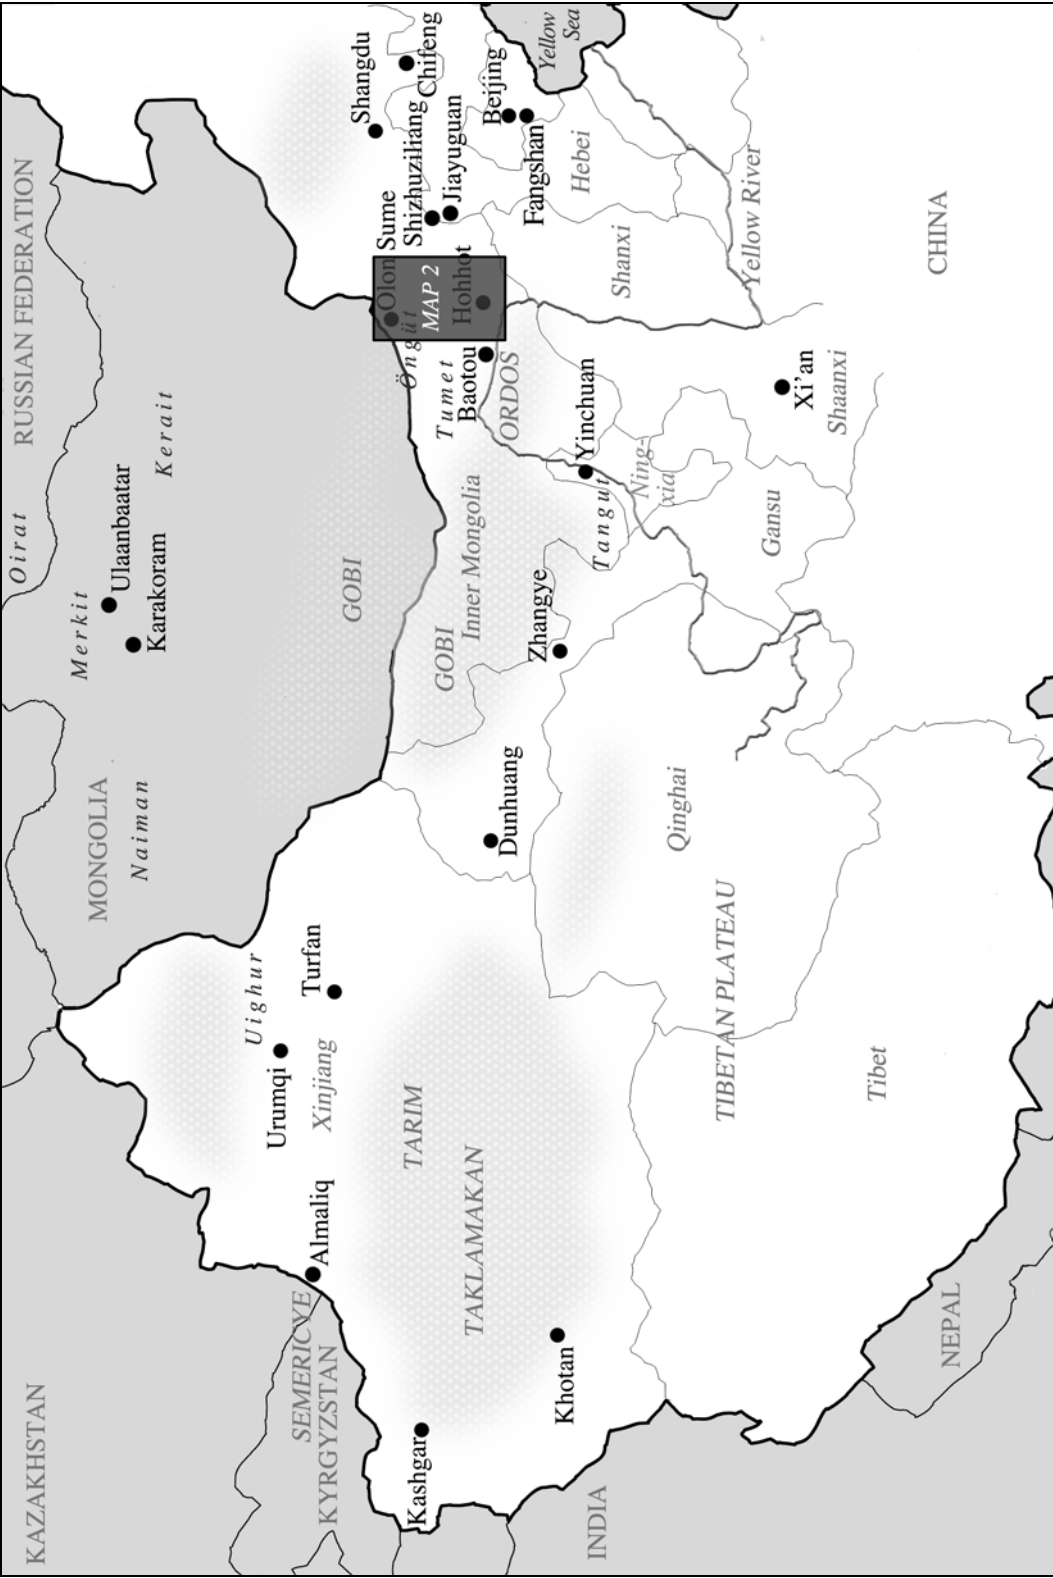 KAZAKHSTAN
RUSSIAN FEDERATION
Oirat
MONGOLIA
Merkit
Naiman
Ulaanbaatar
Karakoram
Kerait
Uighur
Urumqi
Turfan
Xinjiang
Almaliq
SEMERICYE
KYRGYZSTAN
GOBI
Shangdu
Chifeng
Olon Sume
Shizhuziliang
Jiayuguan
Öngüt
MAP 2
Hohhot
Tumet
Baotou
ORDOS
Beijing
Fangshan
Yellow
Sea
Hebei
Kashgar
TARIM
TAKLAMAKAN
GOBI
Inner Mongolia
Dunhuang
Zhangye
Khotan
Tangut
Yinchuan
Ning-
xia
Shanxi
INDIA
Qinghai
TIBETAN PLATEAU
Gansu
Yellow River
Xi’an
Shaanxi
Tibet
NEPAL
CHINA